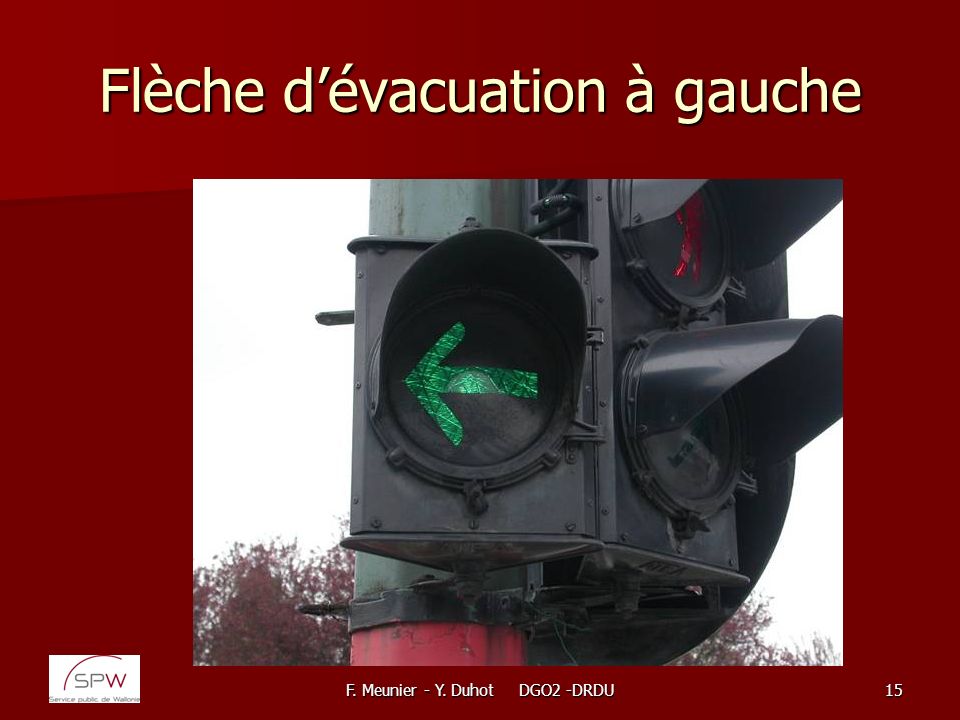 Flèche d’évacuation à gauche
SPW
Service public de Wallonie
F. Meunier - Y. Duhot DGO2 -DRDU
15